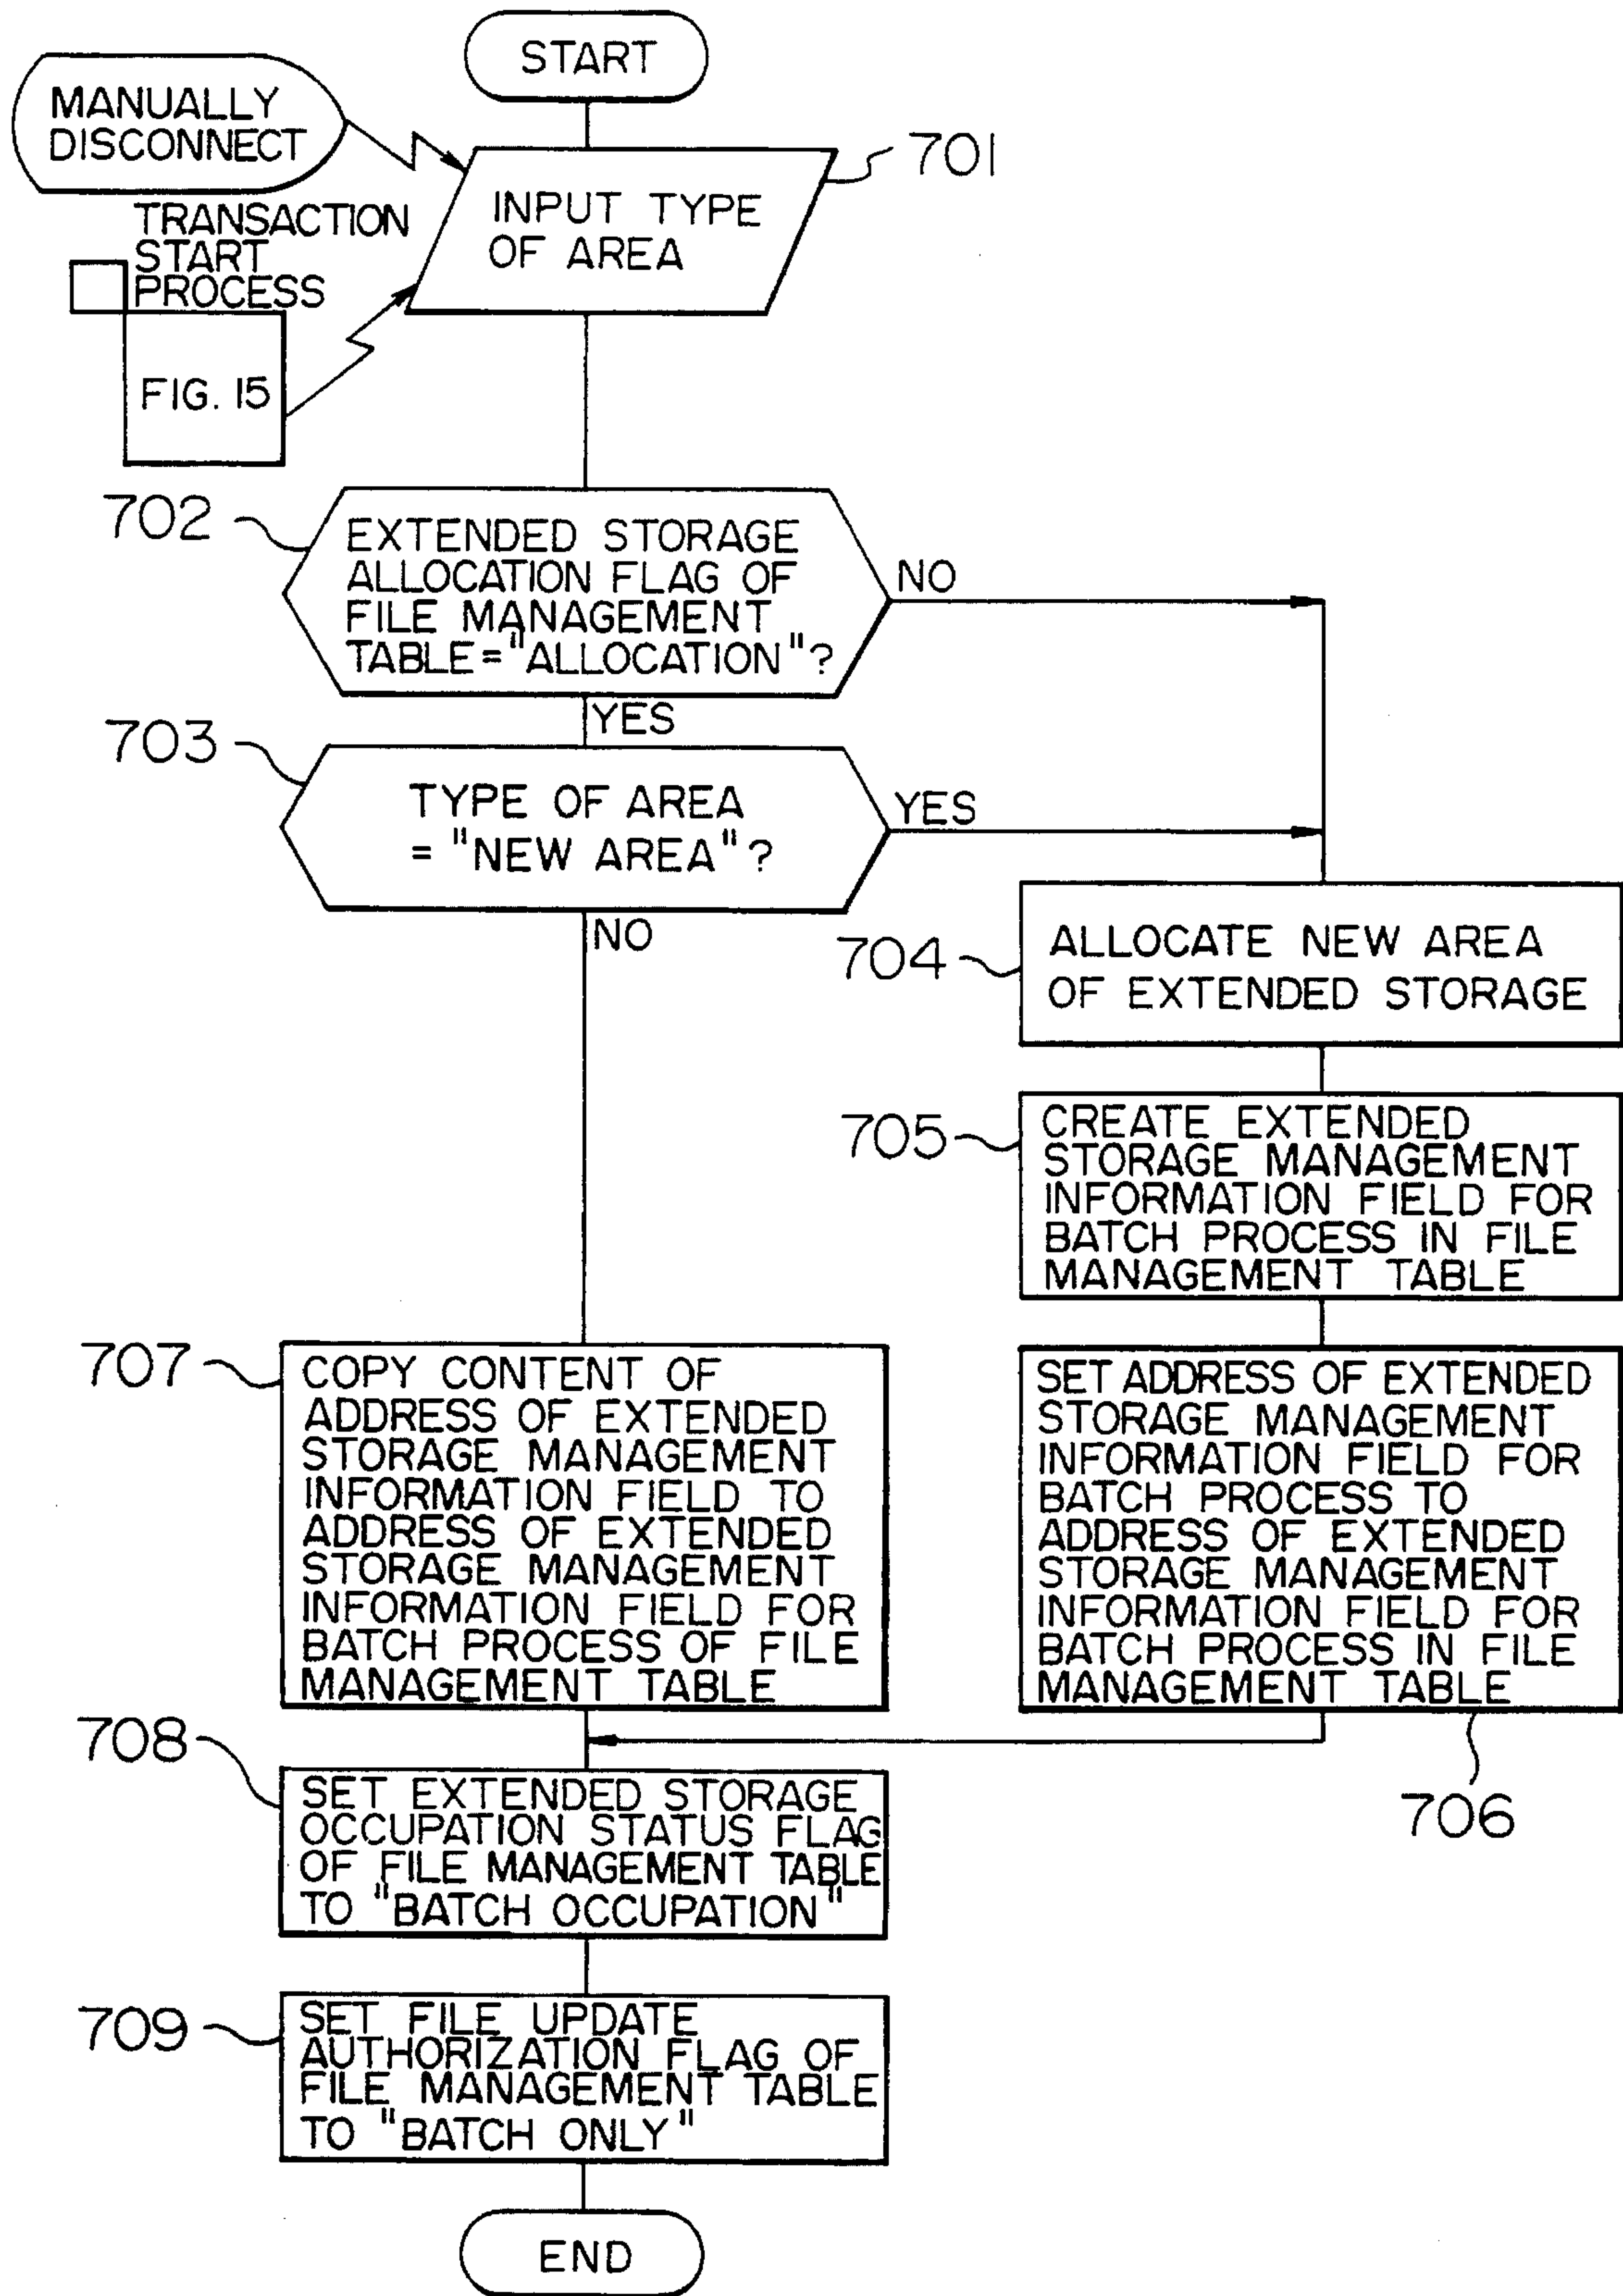 START
MANUALLY
DISCONNECT
701
INPUT TYPE
OF AREA
TRANSACTION
START
PROCESS
FIG. 15
702
EXTENDED STORAGE
ALLOCATION FLAG OF
FILE MANAGEMENT
TABLE="ALLOCATION"?
NO
YES
703
TYPE OF AREA
= "NEW AREA"?
YES
NO
704
ALLOCATE NEW AREA
OF EXTENDED STORAGE
705
CREATE EXTENDED
STORAGE MANAGEMENT
INFORMATION FIELD FOR
BATCH PROCESS IN FILE
MANAGEMENT TABLE
707
COPY CONTENT OF
ADDRESS OF EXTENDED
STORAGE MANAGEMENT
INFORMATION FIELD TO
ADDRESS OF EXTENDED
STORAGE MANAGEMENT
INFORMATION FIELD FOR
BATCH PROCESS OF FILE
MANAGEMENT TABLE
SET ADDRESS OF EXTENDED
STORAGE MANAGEMENT
INFORMATION FIELD FOR
BATCH PROCESS TO
ADDRESS OF EXTENDED
STORAGE MANAGEMENT
INFORMATION FIELD FOR
BATCH PROCESS IN FILE
MANAGEMENT TABLE
706
708
SET EXTENDED STORAGE
OCCUPATION STATUS FLAG
OF FILE MANAGEMENT TABLE
TO "BATCH OCCUPATION"
709
SET FILE UPDATE
AUTHORIZATION FLAG OF
FILE MANAGEMENT TABLE
TO "BATCH ONLY"
END